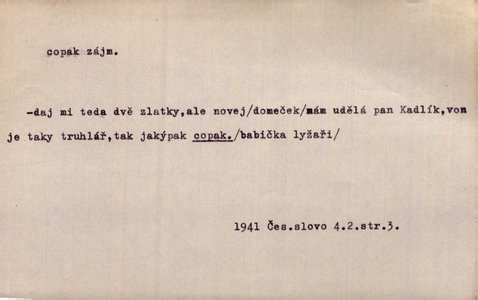 copak zájm.
-daj mi teda dvě zlatky,ale novej/domeček/mám udělá pan Kadlík,von
je taky truhlář,tak jakýpak copak./babička lyžaři/
1941 Čes.slovo 4.2.str.3.